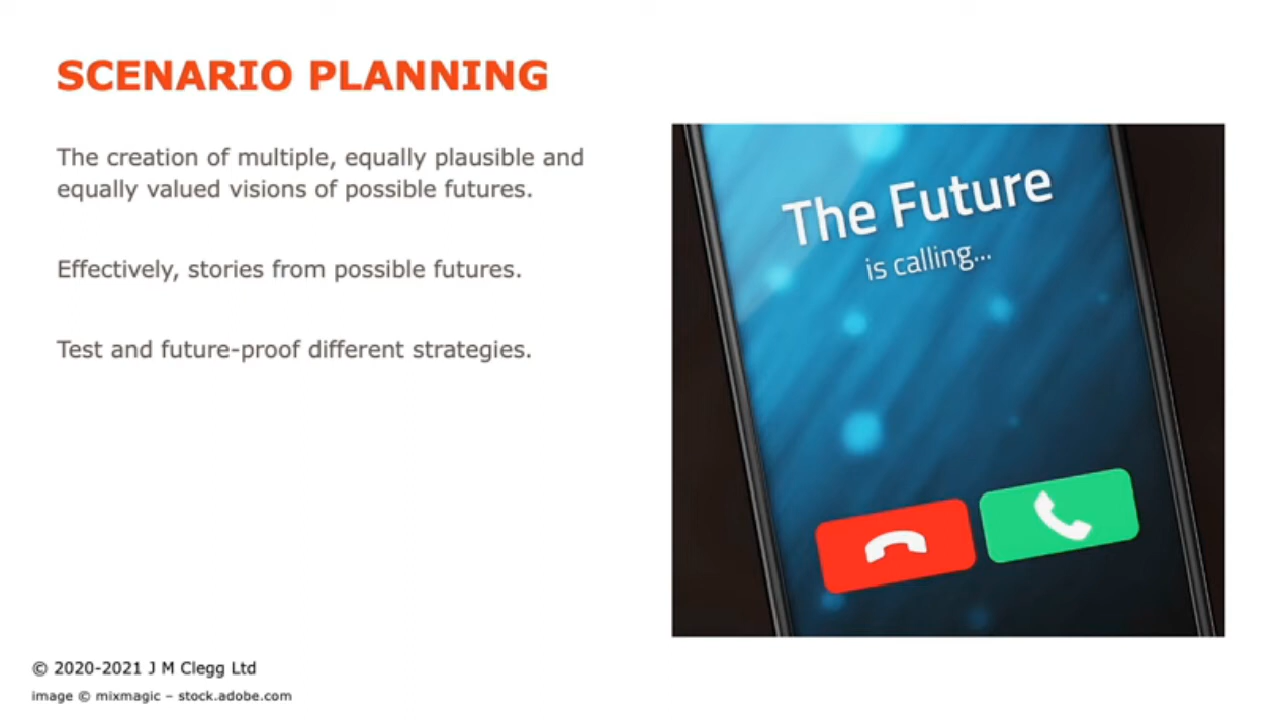 SCENARIO PLANNING
The creation of multiple, equally plausible and
equally valued visions of possible futures.
Effectively, stories from possible futures.
Test and future-proof different strategies.
The Future
is calling...
© 2020-2021 J M Clegg Ltd
image © mixmagic – stock.adobe.com